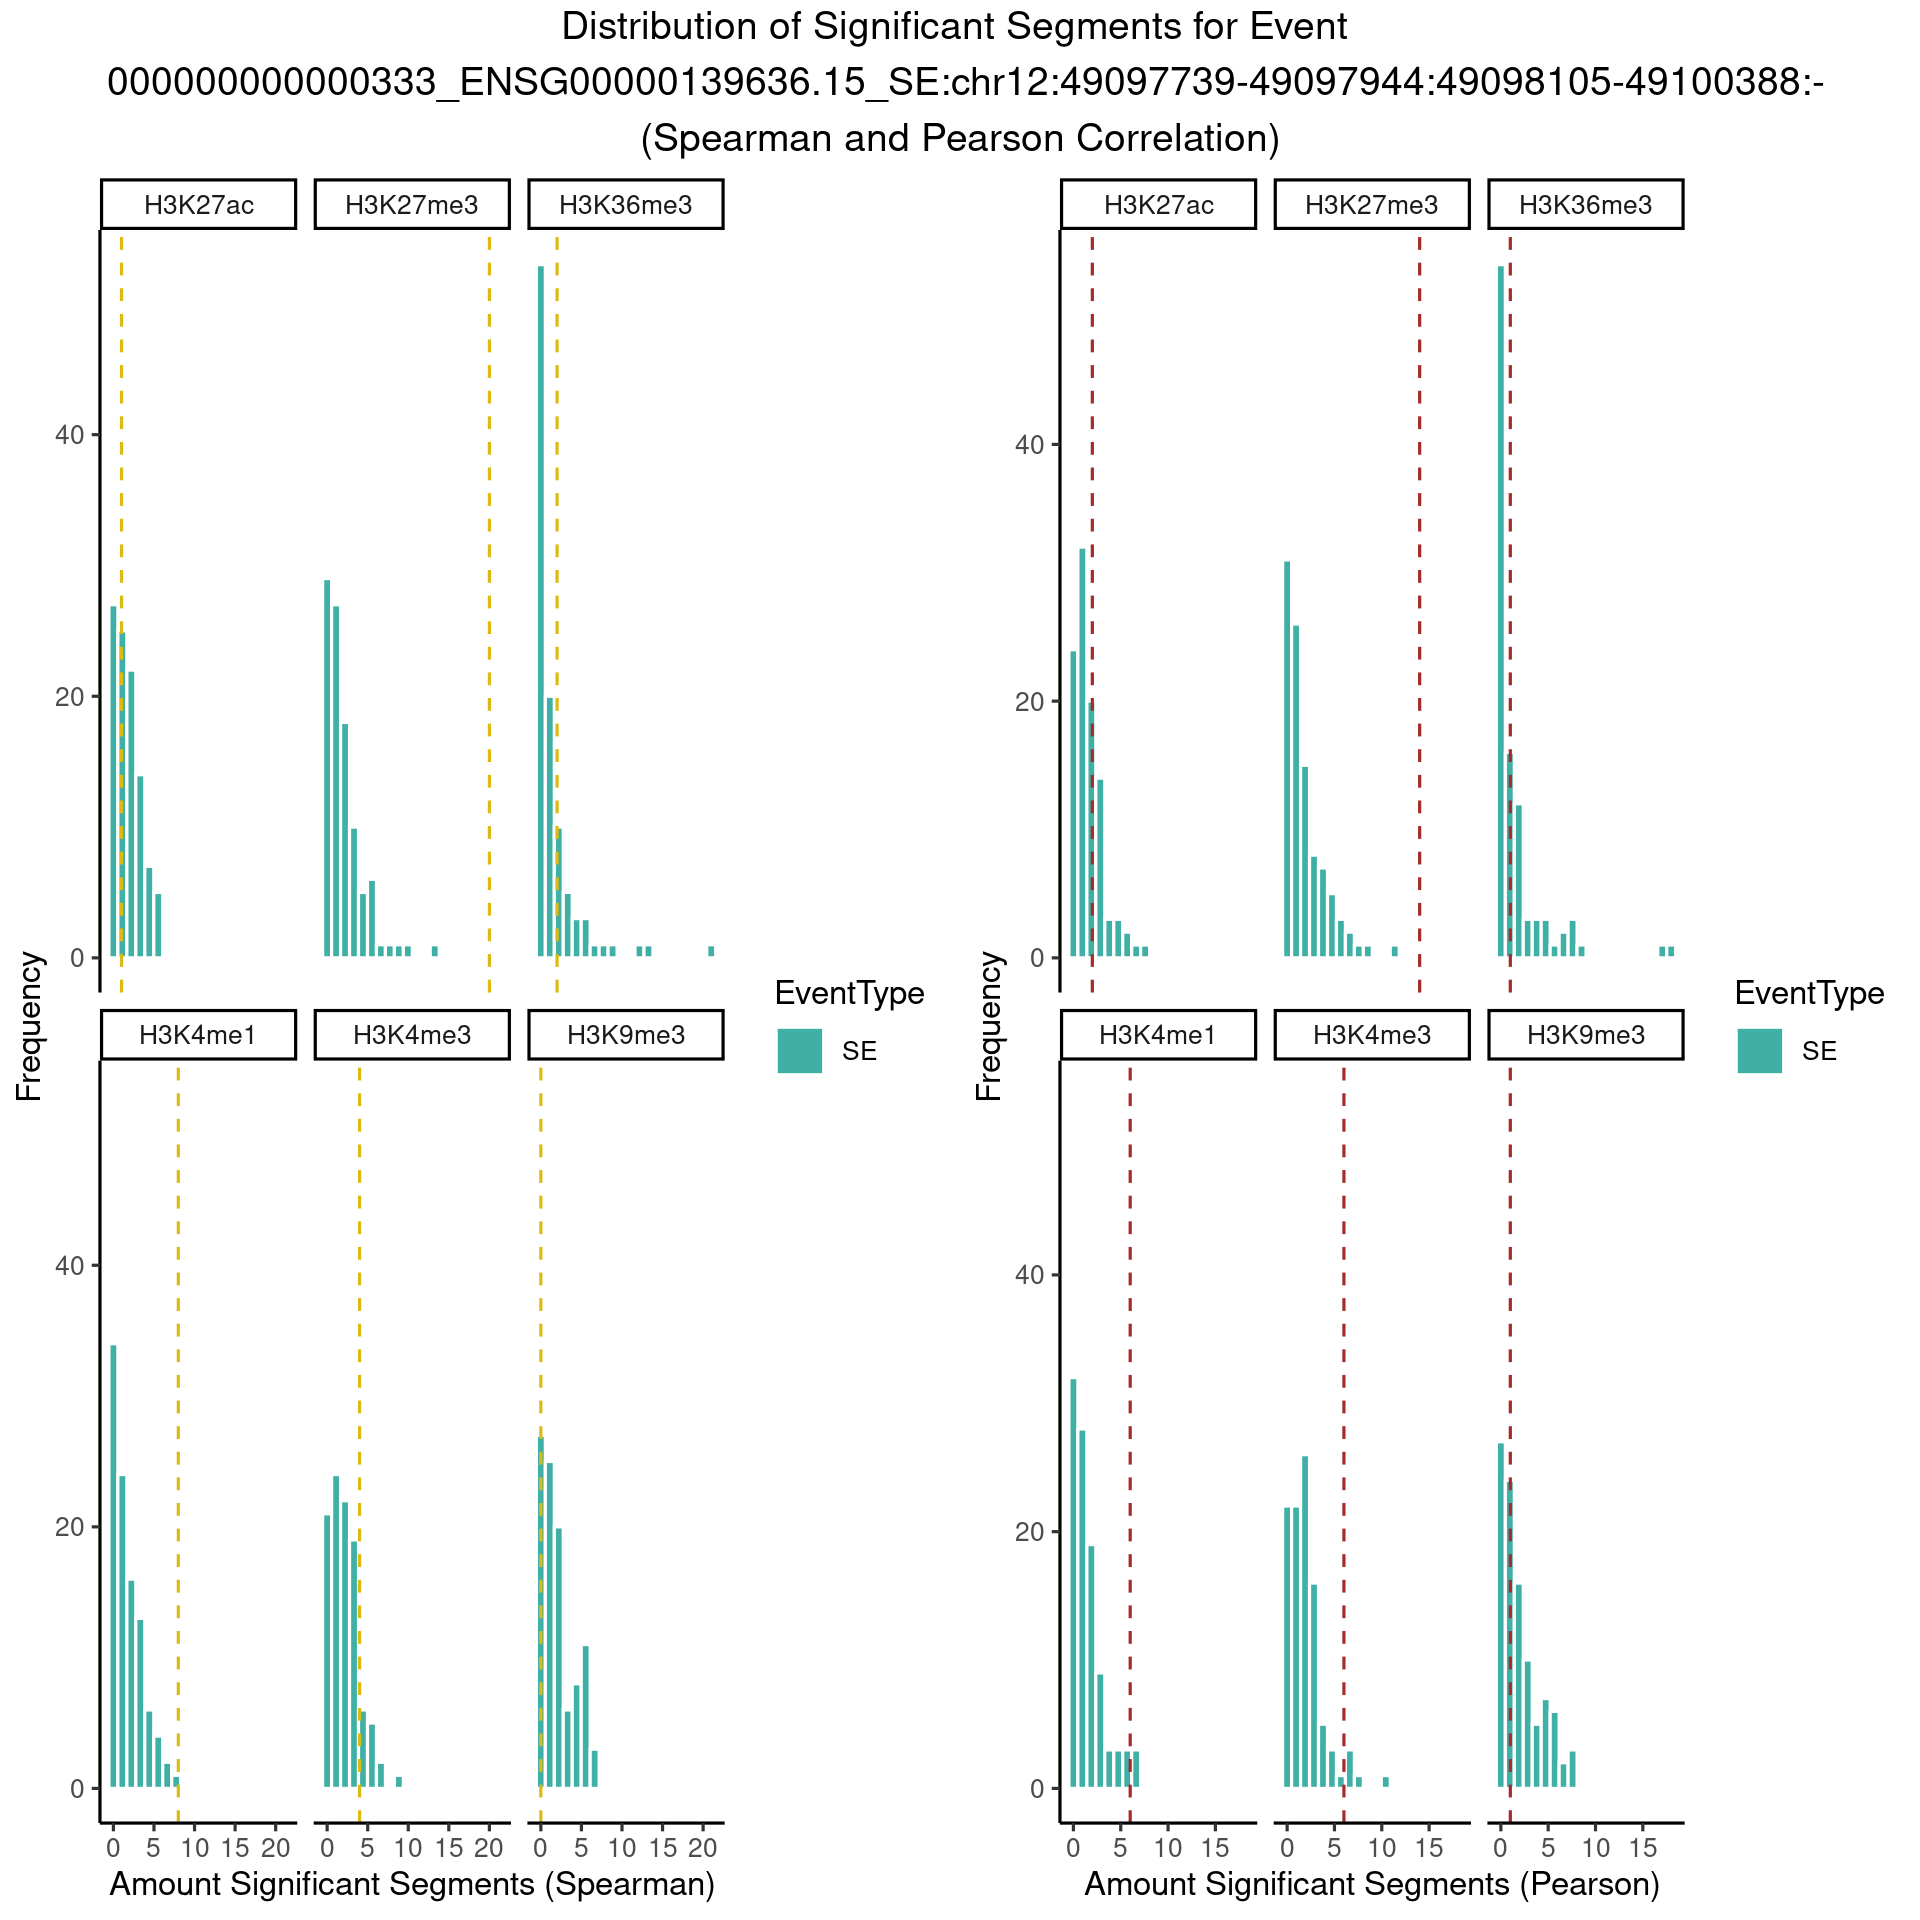 Distribution of Significant Segments for Event
000000000000333_ENSG00000139636.15_SE:chr12:49097739-49097944:49098105-49100388:-
(Spearman and Pearson Correlation)
H3K27ac H3K27me3 H3K36me3
40
20
0
H3K4me1 H3K4me3 H3K9me3
40
20
0
0 5 10 15 20 0 5 10 15 20 0 5 10 15 20
Amount Significant Segments (Spearman)
Frequency
EventType
SE
H3K27ac H3K27me3 H3K36me3
40
20
0
H3K4me1 H3K4me3 H3K9me3
40
20
0
0 5 10 15 0 5 10 15 0 5 10 15
Amount Significant Segments (Pearson)
Frequency
EventType
SE